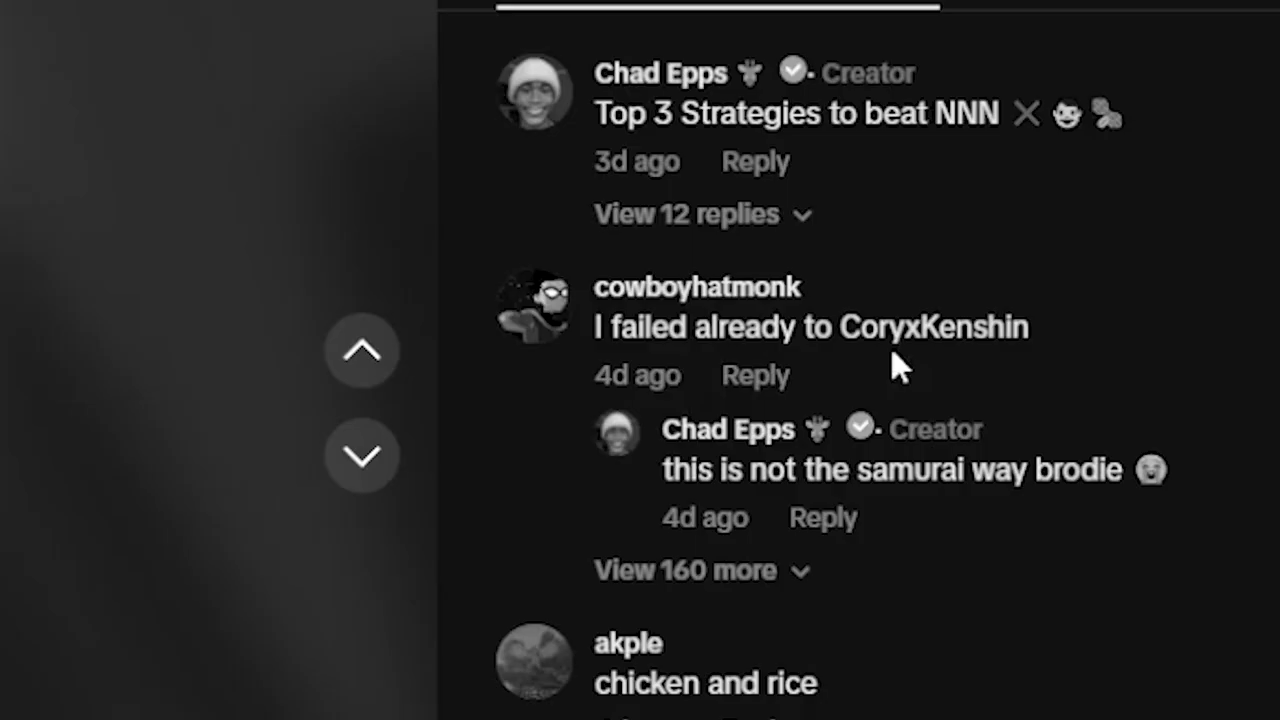 Chad Epps · Creator
Top 3 Strategies to beat NNN
3d ago Reply
View 12 replies
cowboyhatmonk
I failed already to CoryxKenshin
4d ago Reply
Chad Epps · Creator
this is not the samurai way brodie
4d ago Reply
View 160 more
akple
chicken and rice